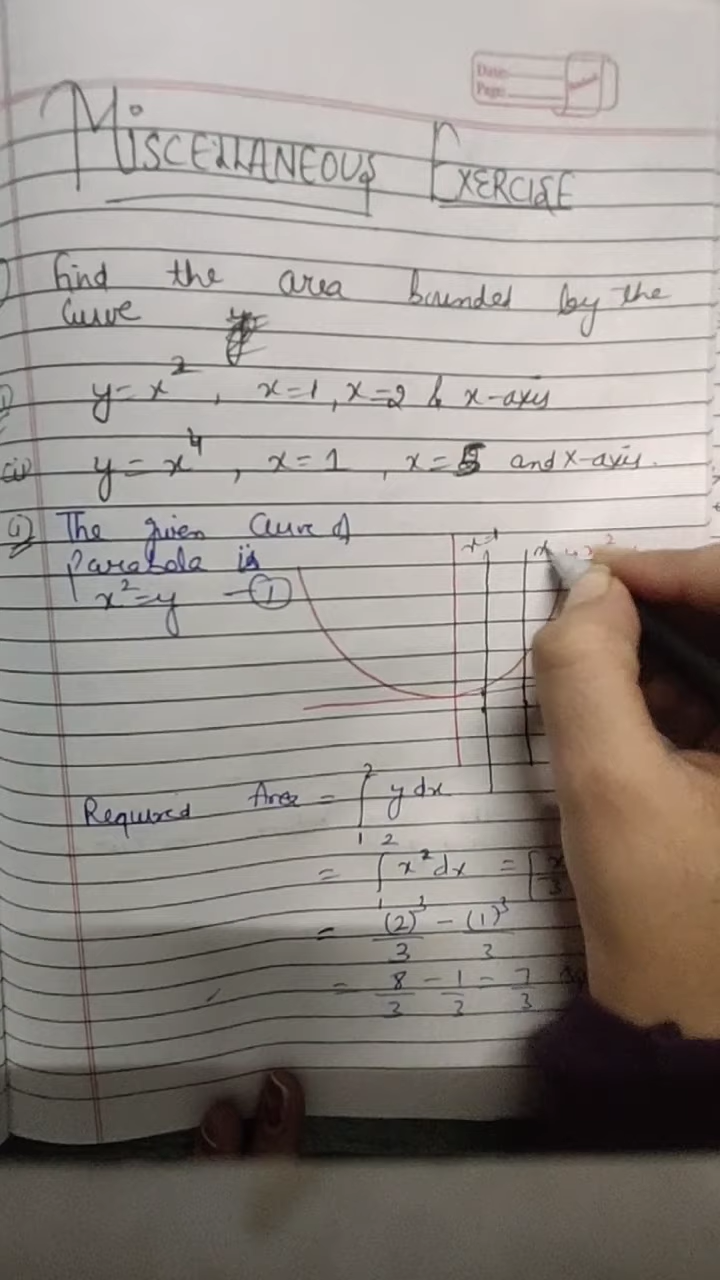 Date:
Page:
MISCELLANEOUS EXERCISE
Find the area bounded by the
Curve
i) y = x², x=1, x=2 & x-axis
(ii) y = x⁴, x = 1, x = 5 and x-axis.
(i) The given Curve of
Parabola is
x² = y - ①
Required Area = ∫₁² y dx
= ∫₁² x² dx = [x
3
= (2)³/3 - (1)³/3
= 8/3 - 1/3 = 7/3